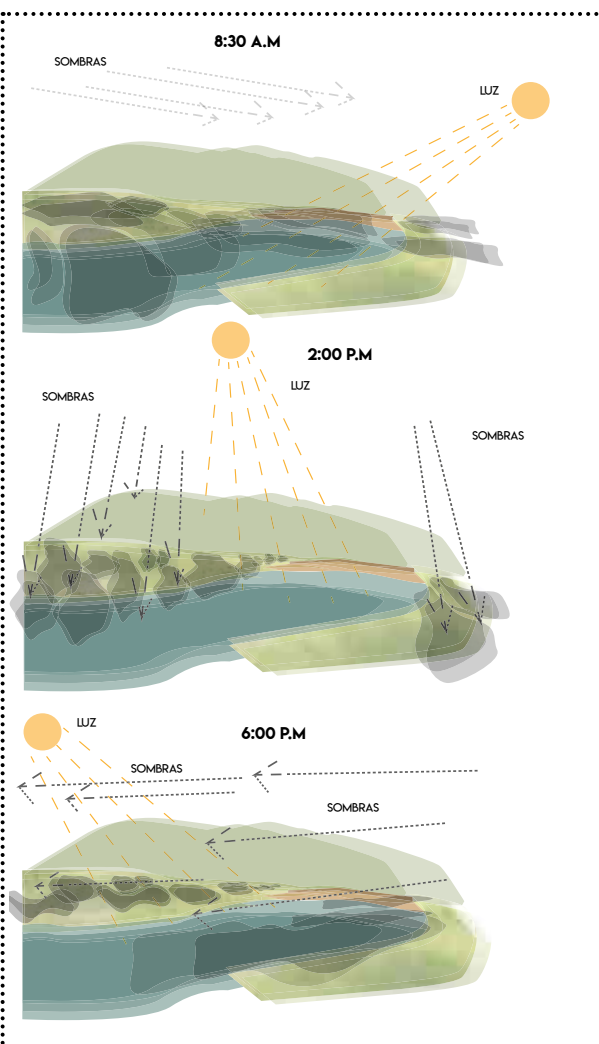 8:30 A.M
SOMBRAS
LUZ
2:00 P.M
LUZ
SOMBRAS
SOMBRAS
LUZ
6:00 P.M
SOMBRAS
SOMBRAS